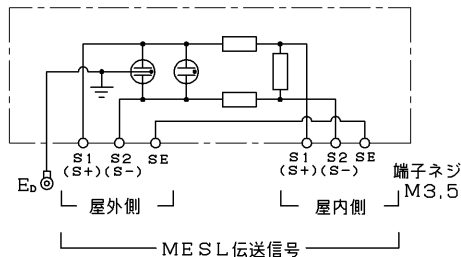 S1 S2 SE S1 S2 SE
(S+) (S-) (S+) (S-)
端子ネジ
M3,5
ED
屋外側 屋内側
MESL伝送信号